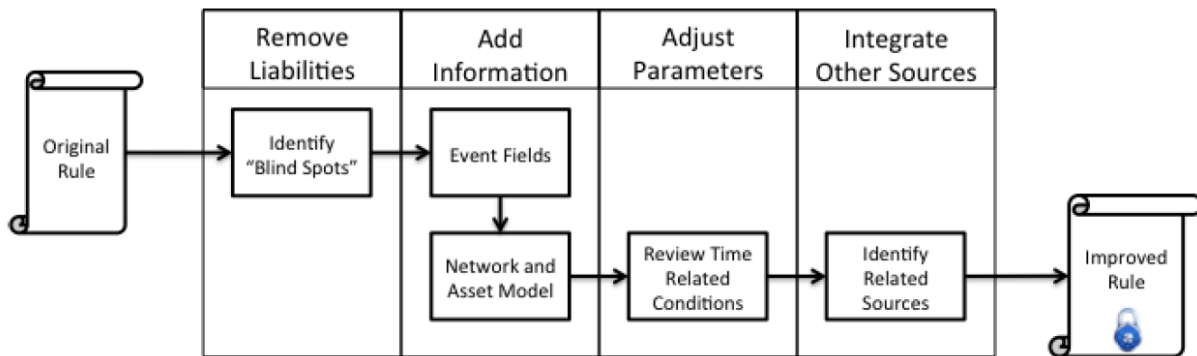 Remove
Liabilities
Add
Information
Adjust
Parameters
Integrate
Other Sources
Original
Rule
Identify
“Blind Spots”
Event Fields
Network and
Asset Model
Review Time
Related
Conditions
Identify
Related
Sources
Improved
Rule